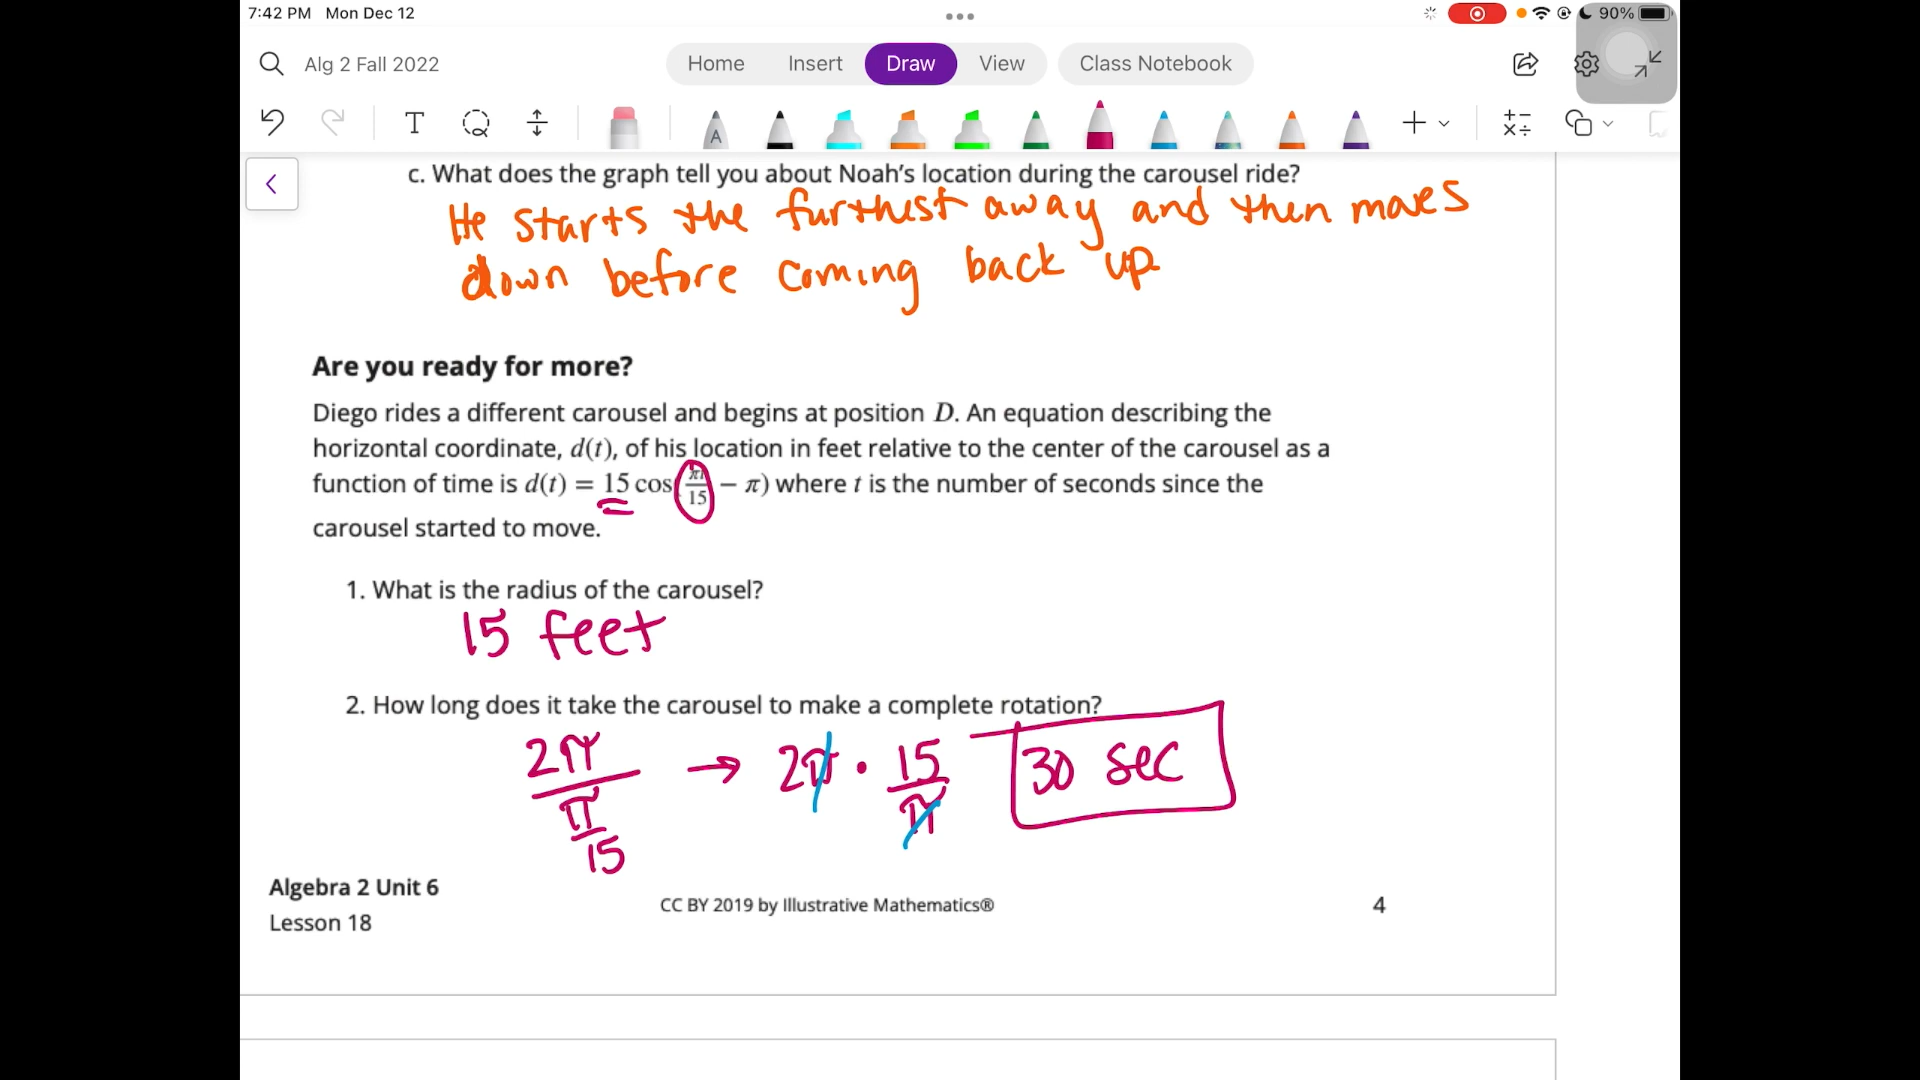 7:42 PM Mon Dec 12
90%
Alg 2 Fall 2022
Home Insert Draw View Class Notebook
T
A
c. What does the graph tell you about Noah's location during the carousel ride?
He starts the furthest away and then moves
down before coming back up
Are you ready for more?
Diego rides a different carousel and begins at position D. An equation describing the
horizontal coordinate, d(t), of his location in feet relative to the center of the carousel as a
function of time is d(t) = 15 cos(πt/15 − π) where t is the number of seconds since the
carousel started to move.
1. What is the radius of the carousel?
15 feet
2. How long does it take the carousel to make a complete rotation?
2π/(π/15) → 2π · 15/π 30 sec
Algebra 2 Unit 6
Lesson 18
CC BY 2019 by Illustrative Mathematics®
4